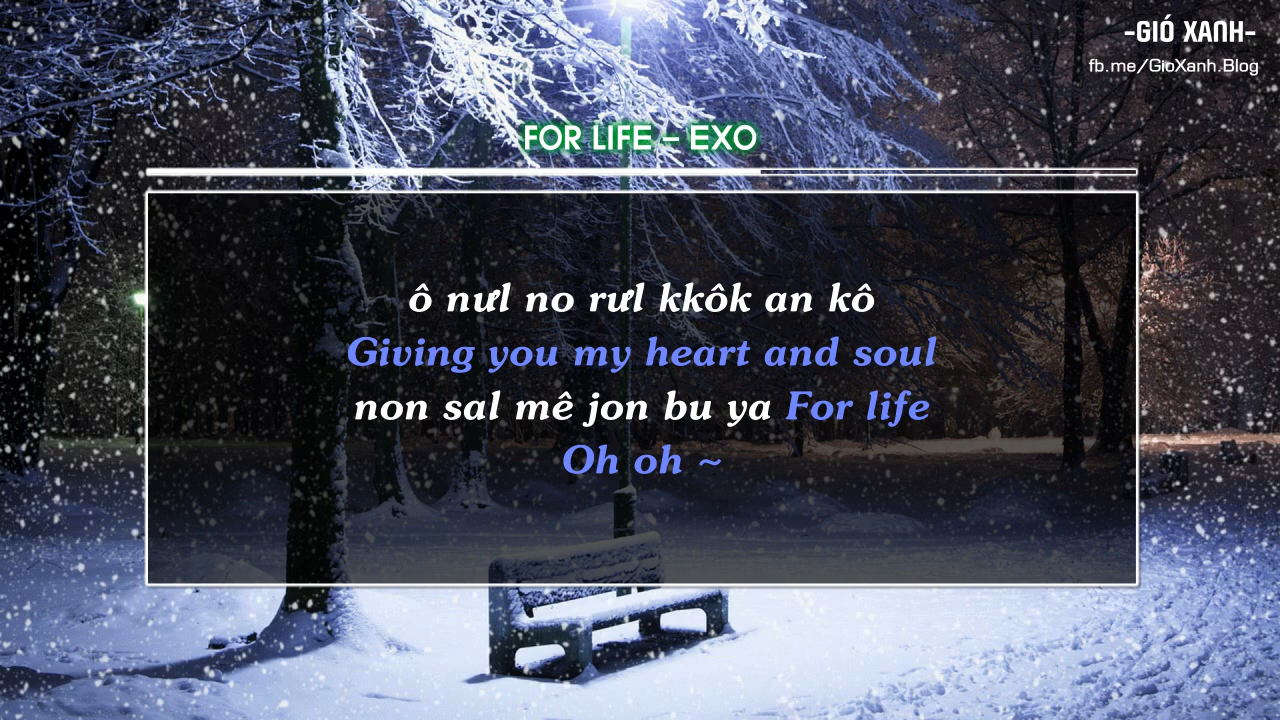 -GIÓ XANH-
fb.me/GioXanh.Blog
FOR LIFE – EXO
ô nưl no rưl kkôk an kô
Giving you my heart and soul
non sal mê jon bu ya For life
Oh oh ~